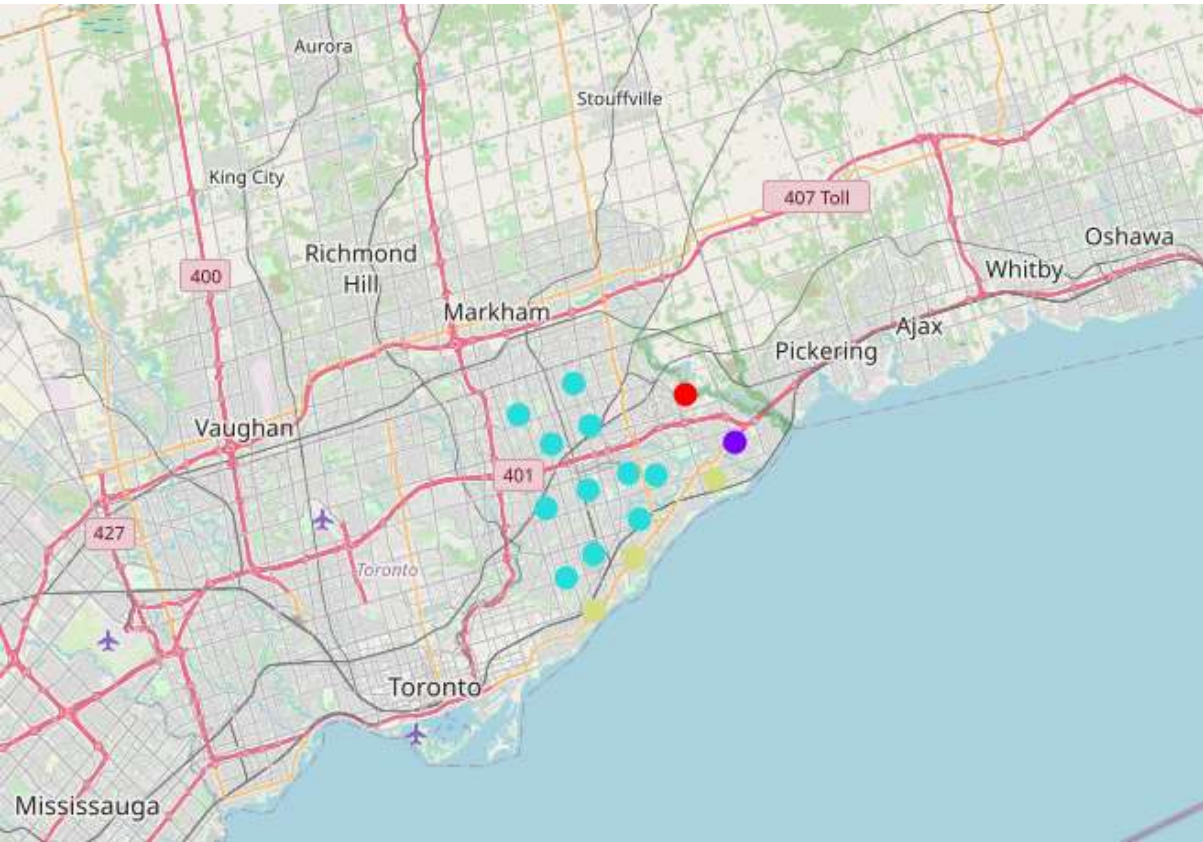 Aurora
Stouffville
King City
407 Toll
Oshawa
Richmond
Hill
Whitby
400
Markham
Ajax
Pickering
Vaughan
401
427
Toronto
Toronto
Mississauga